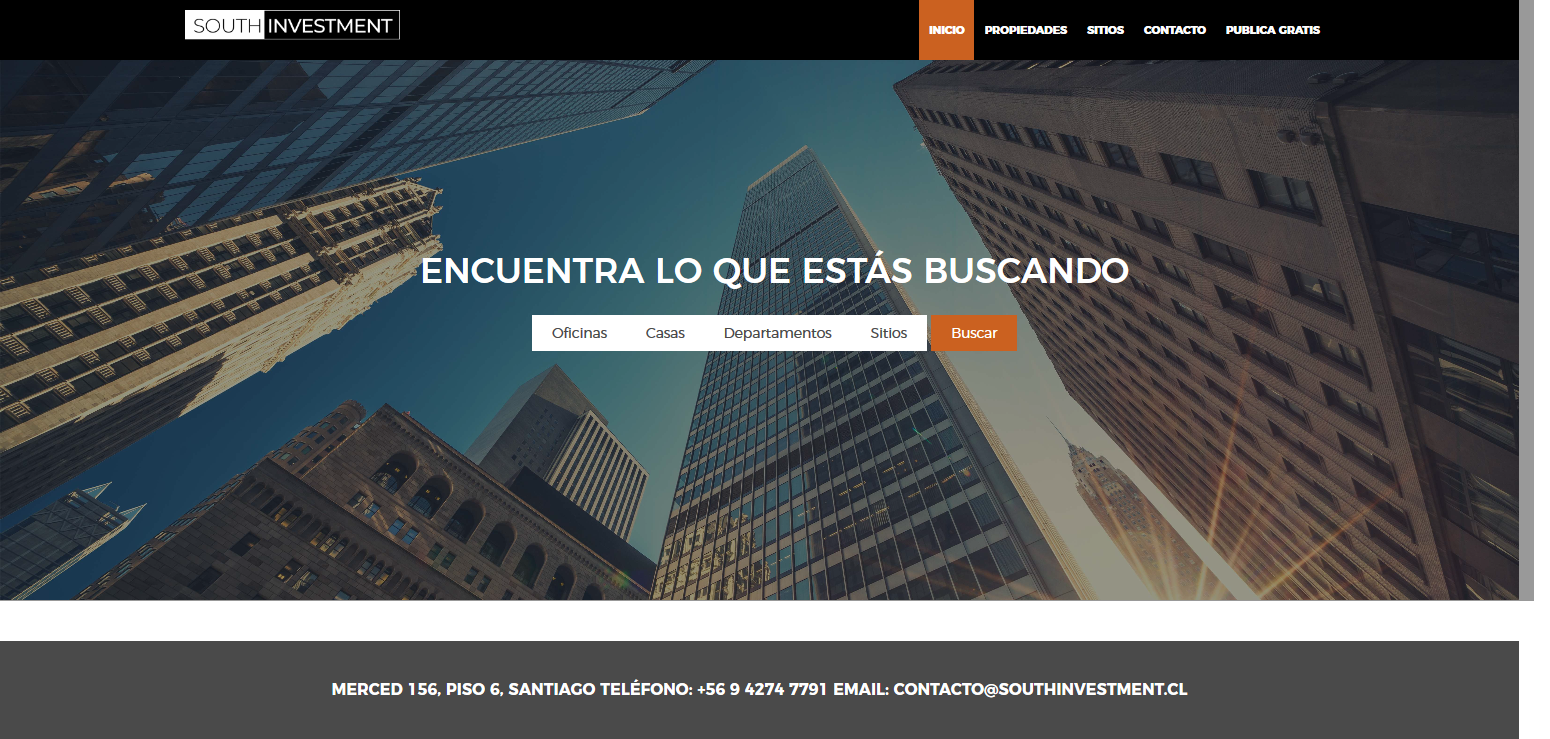 SOUTH INVESTMENT
INICIO PROPIEDADES SITIOS CONTACTO PUBLICA GRATIS
ENCUENTRA LO QUE ESTÁS BUSCANDO
Oficinas Casas Departamentos Sitios Buscar
MERCED 156, PISO 6, SANTIAGO TELÉFONO: +56 9 4274 7791 EMAIL: CONTACTO@SOUTHINVESTMENT.CL